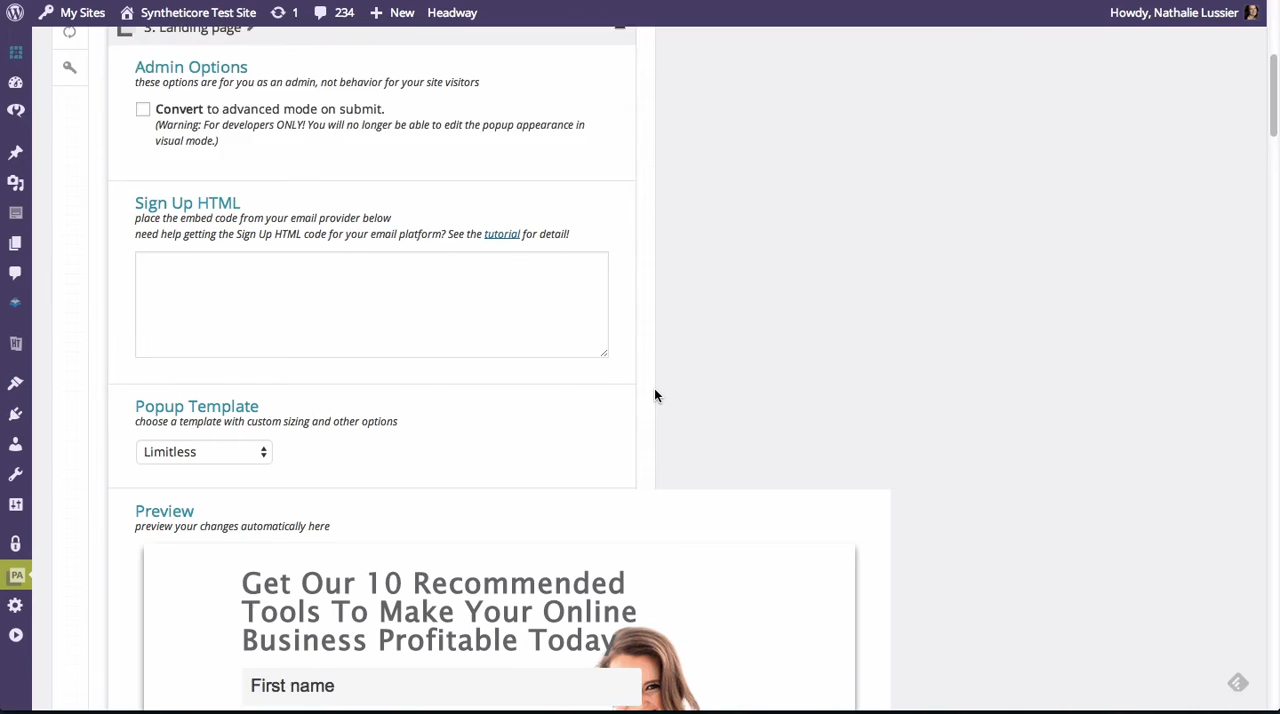 My Sites
Syntheticore Test Site
1
234
New
Headway
Howdy, Nathalie Lussier
3. Landing page
Admin Options
these options are for you as an admin, not behavior for your site visitors
Convert to advanced mode on submit.
(Warning: For developers ONLY! You will no longer be able to edit the popup appearance in
visual mode.)
Sign Up HTML
place the embed code from your email provider below
need help getting the Sign Up HTML code for your email platform? See the tutorial for detail!
Popup Template
choose a template with custom sizing and other options
Limitless
Preview
preview your changes automatically here
PA
Get Our 10 Recommended
Tools To Make Your Online
Business Profitable Today
First name